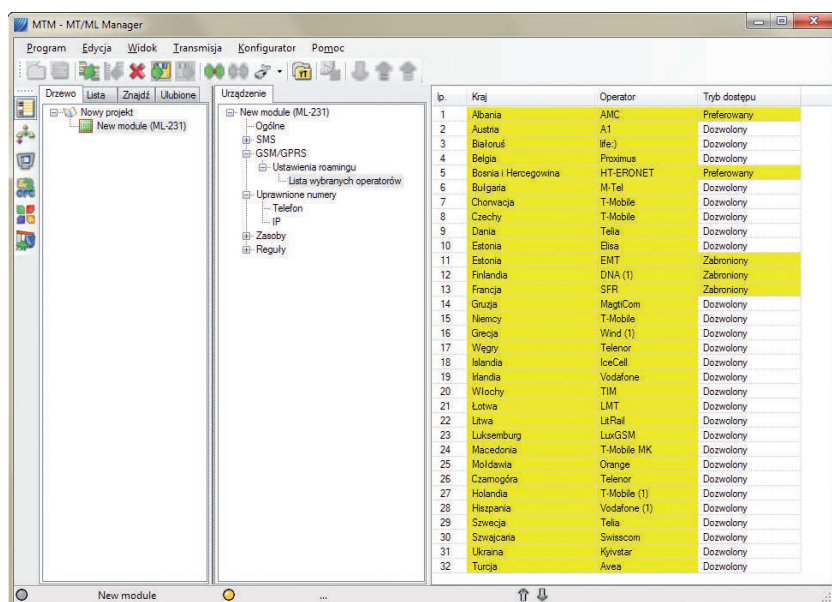 MTM - MT/ML Manager
Program Edycja Widok Transmisja Konfigurator Pomoc
Drzewo Lista Znajdź Ulubione
Nowy projekt
New module (ML-231)
Urządzenie
New module (ML-231)
Ogólne
SMS
GSM/GPRS
Ustawienia roamingu
Lista wybranych operatorów
Uprawnione numery
Telefon
IP
Zasoby
Reguły
lp. Kraj Operator Tryb dostępu
1 Albania AMC Preferowany
2 Austria A1 Dozwolony
3 Białoruś life:) Dozwolony
4 Belgia Proximus Dozwolony
5 Bosnia i Hercegowina HT-ERONET Preferowany
6 Bułgaria M-Tel Dozwolony
7 Chorwacja T-Mobile Dozwolony
8 Czechy T-Mobile Dozwolony
9 Dania Telia Dozwolony
10 Estonia Elisa Dozwolony
11 Estonia EMT Zabroniony
12 Finlandia DNA (1) Zabroniony
13 Francja SFR Zabroniony
14 Gruzja MagtiCom Dozwolony
15 Niemcy T-Mobile Dozwolony
16 Grecja Wind (1) Dozwolony
17 Węgry Telenor Dozwolony
18 Islandia IceCell Dozwolony
19 Irlandia Vodafone Dozwolony
20 Włochy TIM Dozwolony
21 Łotwa LMT Dozwolony
22 Litwa LitRail Dozwolony
23 Luksemburg LuxGSM Dozwolony
24 Macedonia T-Mobile MK Dozwolony
25 Mołdawia Orange Dozwolony
26 Czarnogóra Telenor Dozwolony
27 Holandia T-Mobile (1) Dozwolony
28 Hiszpania Vodafone (1) Dozwolony
29 Szwecja Telia Dozwolony
30 Szwajcaria Swisscom Dozwolony
31 Ukraina Kyivstar Dozwolony
32 Turcja Avea Dozwolony
New module ...